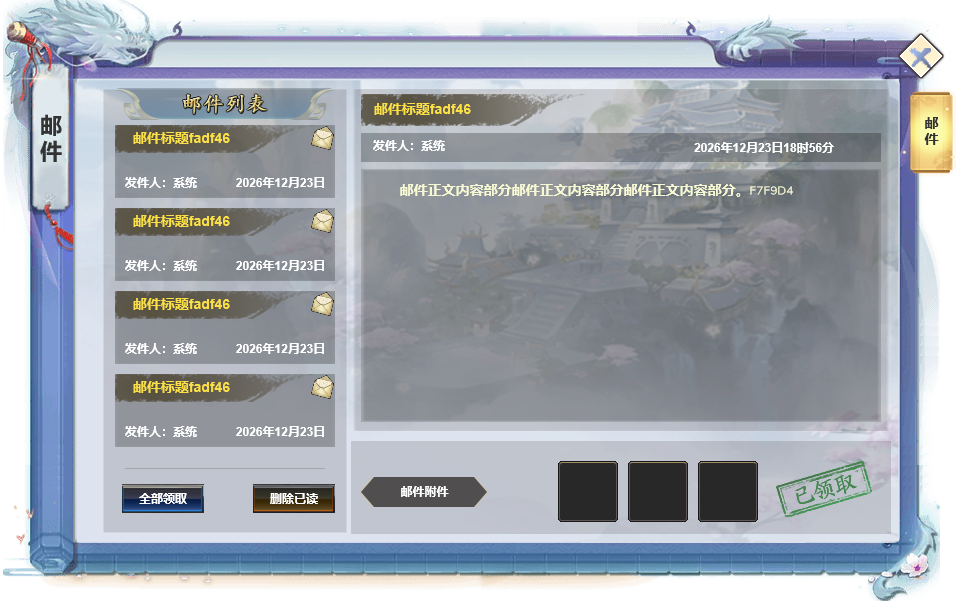 邮件
邮件列表
邮件标题fadf46
发件人：系统 2026年12月23日
邮件标题fadf46
发件人：系统 2026年12月23日
邮件标题fadf46
发件人：系统 2026年12月23日
邮件标题fadf46
发件人：系统 2026年12月23日
全部领取 删除已读
邮件标题fadf46
发件人：系统 2026年12月23日18时56分
邮件正文内容部分邮件正文内容部分邮件正文内容部分。F7F9D4
邮件附件
已领取
邮件